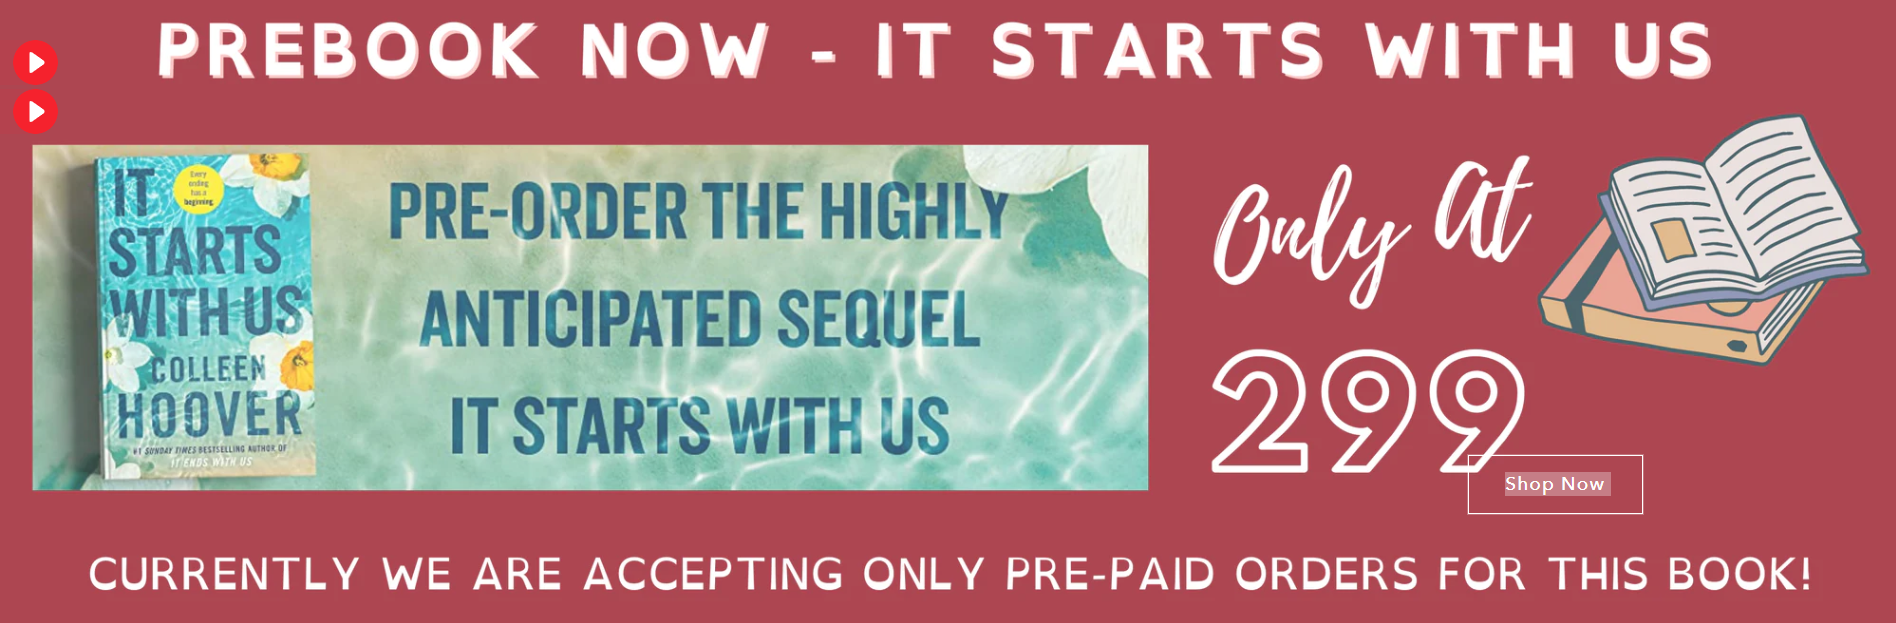 PREBOOK NOW - IT STARTS WITH US
IT
STARTS
WITH US
Every
ending
has a
beginning.
COLLEEN
HOOVER
#1 SUNDAY TIMES BESTSELLING AUTHOR OF
IT ENDS WITH US
PRE-ORDER THE HIGHLY
ANTICIPATED SEQUEL
IT STARTS WITH US
Only At
299
Shop Now
CURRENTLY WE ARE ACCEPTING ONLY PRE-PAID ORDERS FOR THIS BOOK!